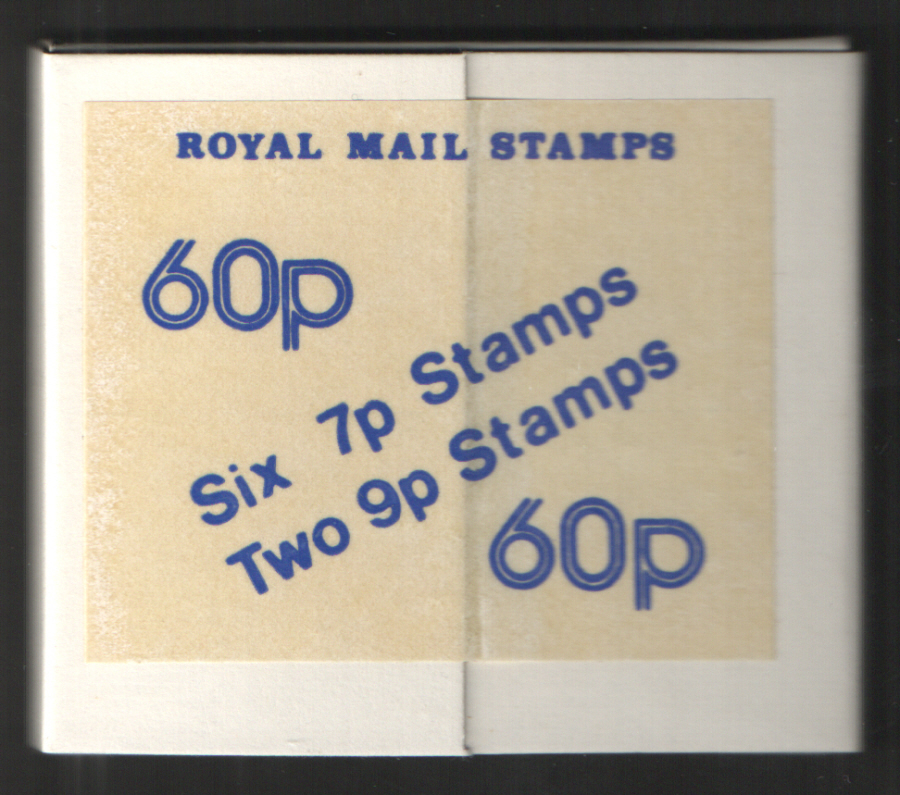 ROYAL MAIL STAMPS
60p
Six 7p Stamps
Two 9p Stamps
60p